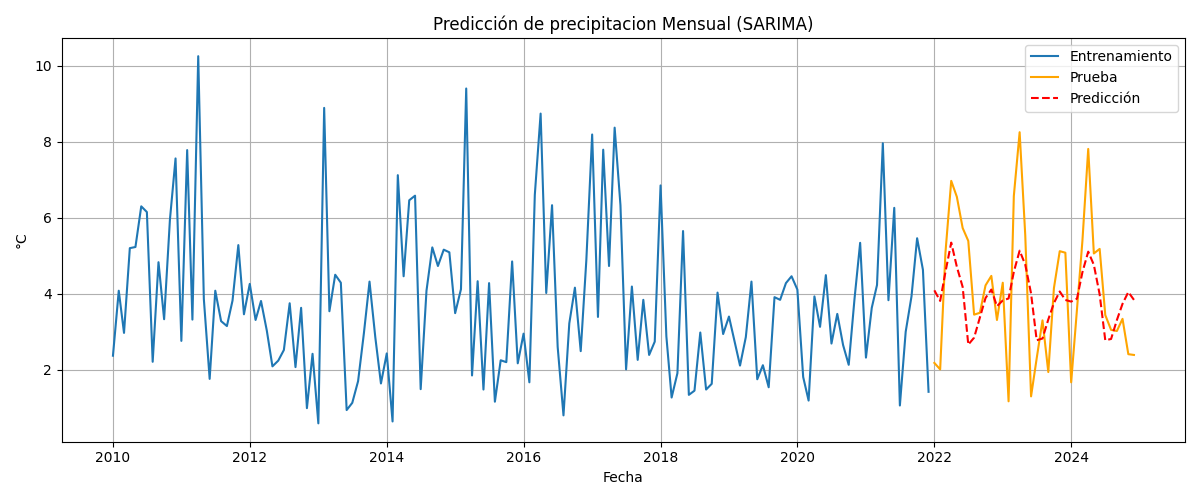 Predicción de precipitacion Mensual (SARIMA)
Entrenamiento
Prueba
Predicción
10
8
6
4
2
°C
2010 2012 2014 2016 2018 2020 2022 2024
Fecha